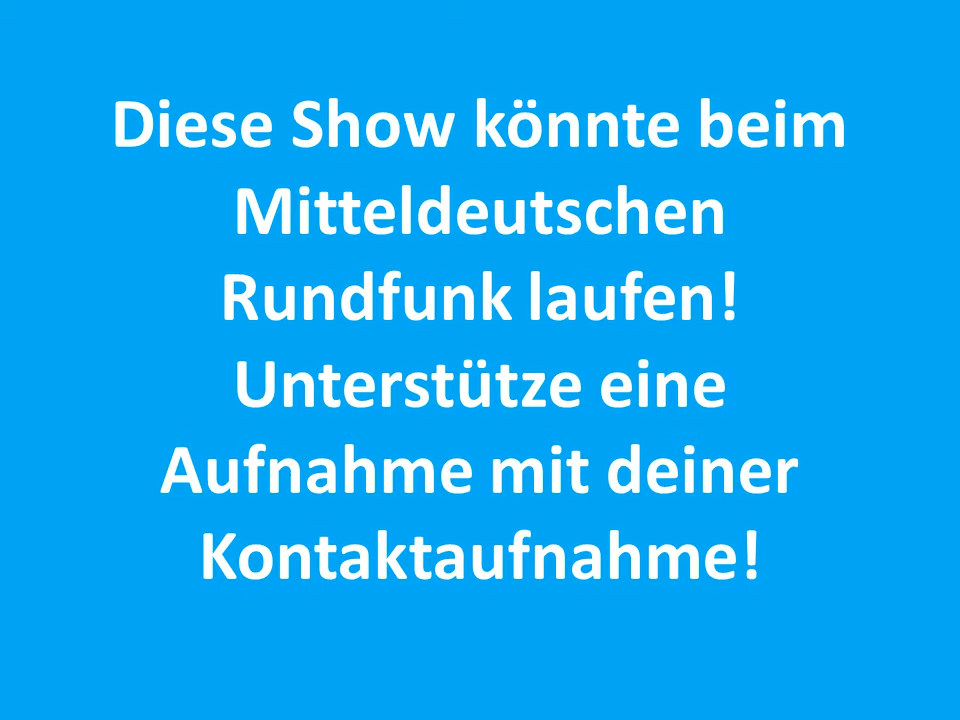 Diese Show könnte beim
Mitteldeutschen
Rundfunk laufen!
Unterstütze eine
Aufnahme mit deiner
Kontaktaufnahme!